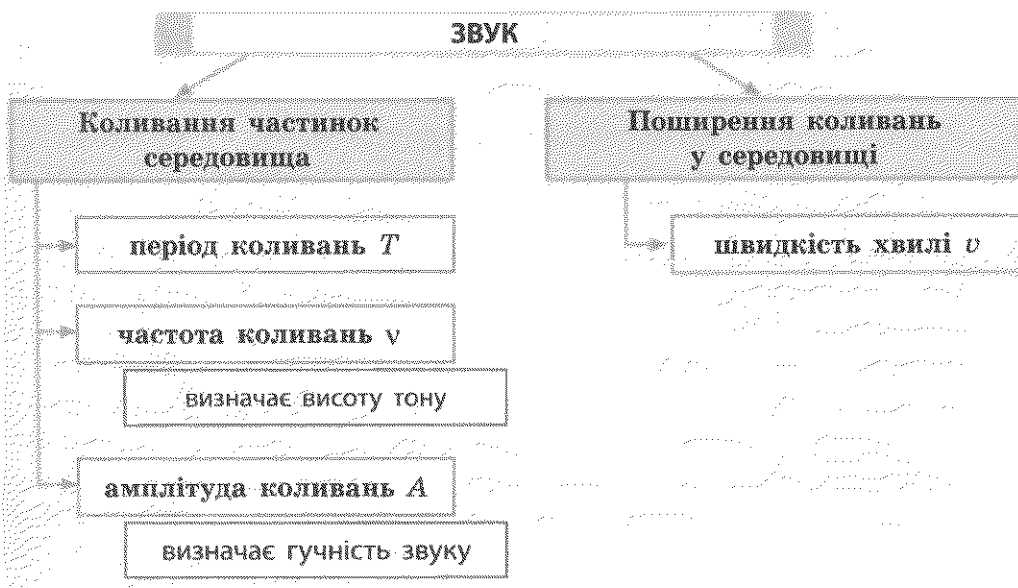 ЗВУК
Коливання частинок
середовища
період коливань T
частота коливань ν
визначає висоту тону
амплітуда коливань A
визначає гучність звуку
Поширення коливань
у середовищі
швидкість хвилі υ